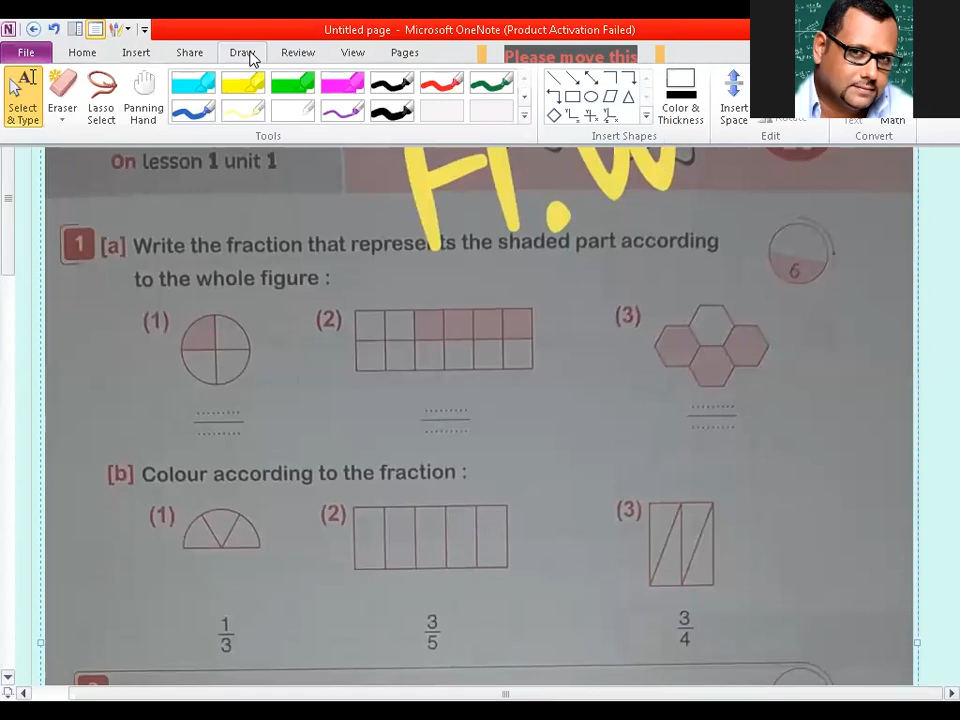 Untitled page - Microsoft OneNote (Product Activation Failed)
File Home Insert Share Draw Review View Pages
Please move this
Select & Type
Eraser
Lasso Select
Panning Hand
Color & Thickness
Insert Space
Rotate
Text
Math
Tools
Insert Shapes
Edit
Convert
On lesson 1 unit 1
H.W
1 [a] Write the fraction that represents the shaded part according
to the whole figure :
6
(1) (2) (3)
[b] Colour according to the fraction :
(1) (2) (3)
1/3 3/5 3/4